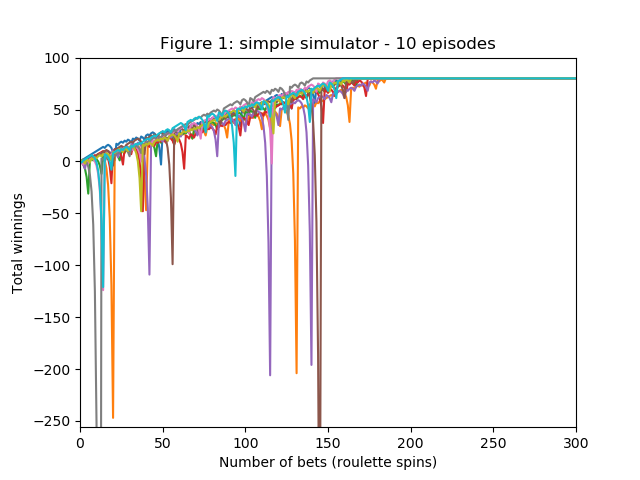 Figure 1: simple simulator - 10 episodes
Total winnings
100
50
0
−50
−100
−150
−200
−250
0 50 100 150 200 250 300
Number of bets (roulette spins)